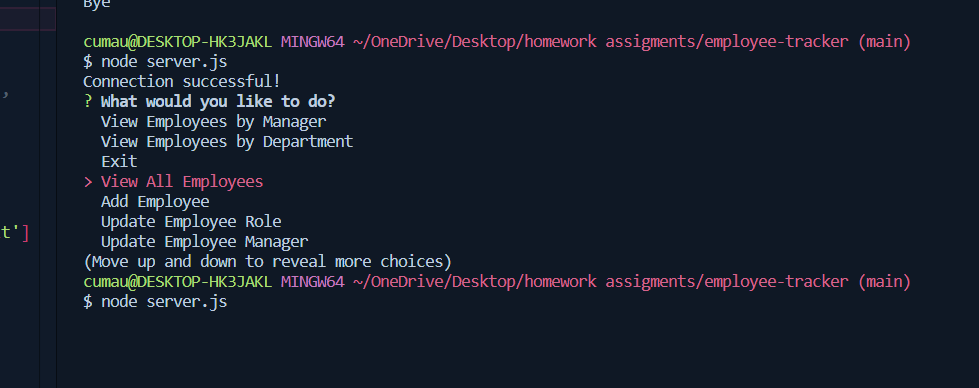 Bye
cumau@DESKTOP-HK3JAKL MINGW64 ~/OneDrive/Desktop/homework assigments/employee-tracker (main)
$ node server.js
Connection successful!
? What would you like to do?
View Employees by Manager
View Employees by Department
Exit
> View All Employees
Add Employee
Update Employee Role
Update Employee Manager
(Move up and down to reveal more choices)
cumau@DESKTOP-HK3JAKL MINGW64 ~/OneDrive/Desktop/homework assigments/employee-tracker (main)
$ node server.js
,
t']